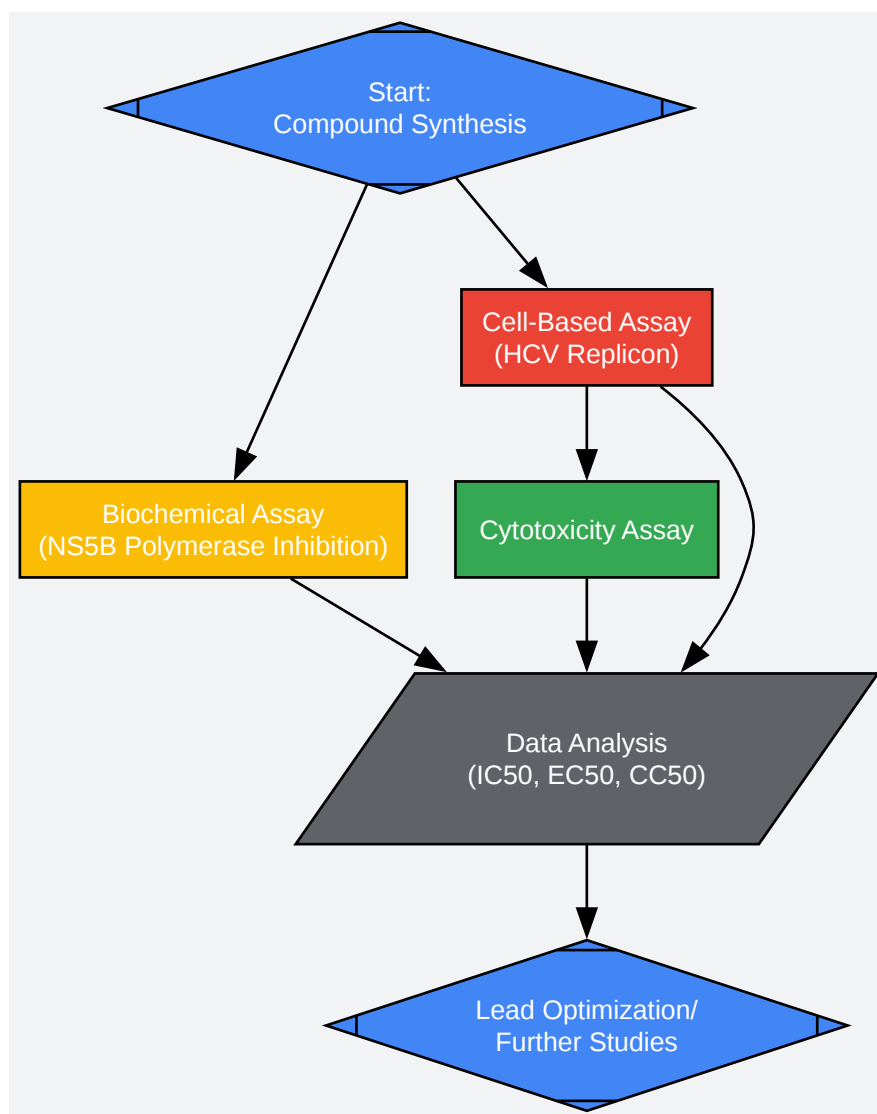 Start:
Compound Synthesis
Cell-Based Assay
(HCV Replicon)
Biochemical Assay
(NS5B Polymerase Inhibition)
Cytotoxicity Assay
Data Analysis
(IC50, EC50, CC50)
Lead Optimization/
Further Studies